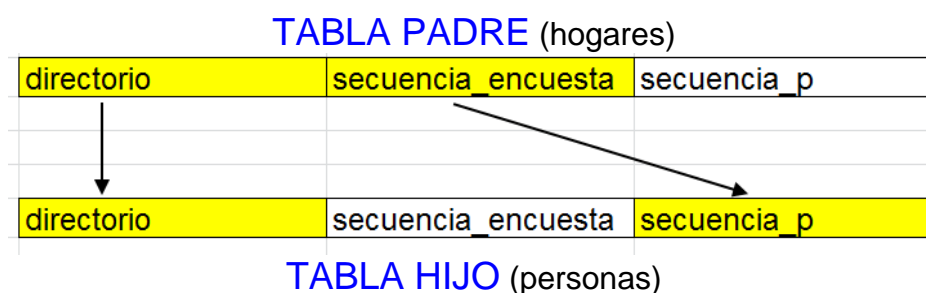 TABLA PADRE (hogares)
directorio secuencia_encuesta secuencia_p
directorio secuencia_encuesta secuencia_p
TABLA HIJO (personas)